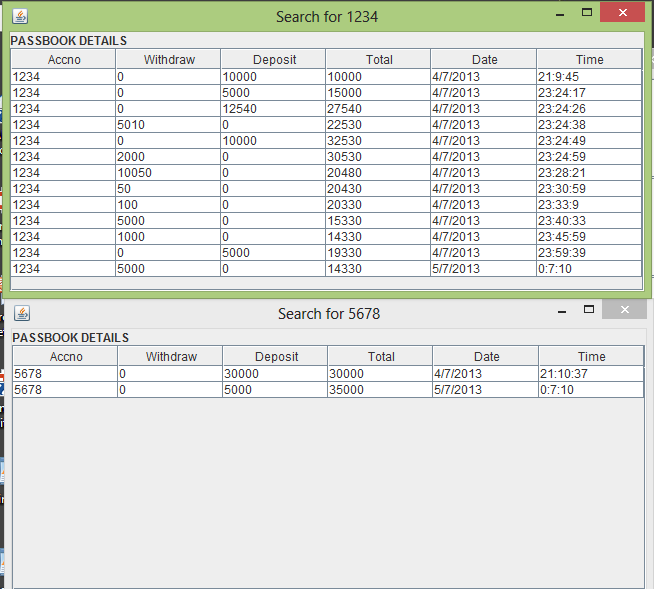 Search for 1234
PASSBOOK DETAILS
Accno Withdraw Deposit Total Date Time
1234 0 10000 10000 4/7/2013 21:9:45
1234 0 5000 15000 4/7/2013 23:24:17
1234 0 12540 27540 4/7/2013 23:24:26
1234 5010 0 22530 4/7/2013 23:24:38
1234 0 10000 32530 4/7/2013 23:24:49
1234 2000 0 30530 4/7/2013 23:24:59
1234 10050 0 20480 4/7/2013 23:28:21
1234 50 0 20430 4/7/2013 23:30:59
1234 100 0 20330 4/7/2013 23:33:9
1234 5000 0 15330 4/7/2013 23:40:33
1234 1000 0 14330 4/7/2013 23:45:59
1234 0 5000 19330 4/7/2013 23:59:39
1234 5000 0 14330 5/7/2013 0:7:10
Search for 5678
PASSBOOK DETAILS
Accno Withdraw Deposit Total Date Time
5678 0 30000 30000 4/7/2013 21:10:37
5678 0 5000 35000 5/7/2013 0:7:10